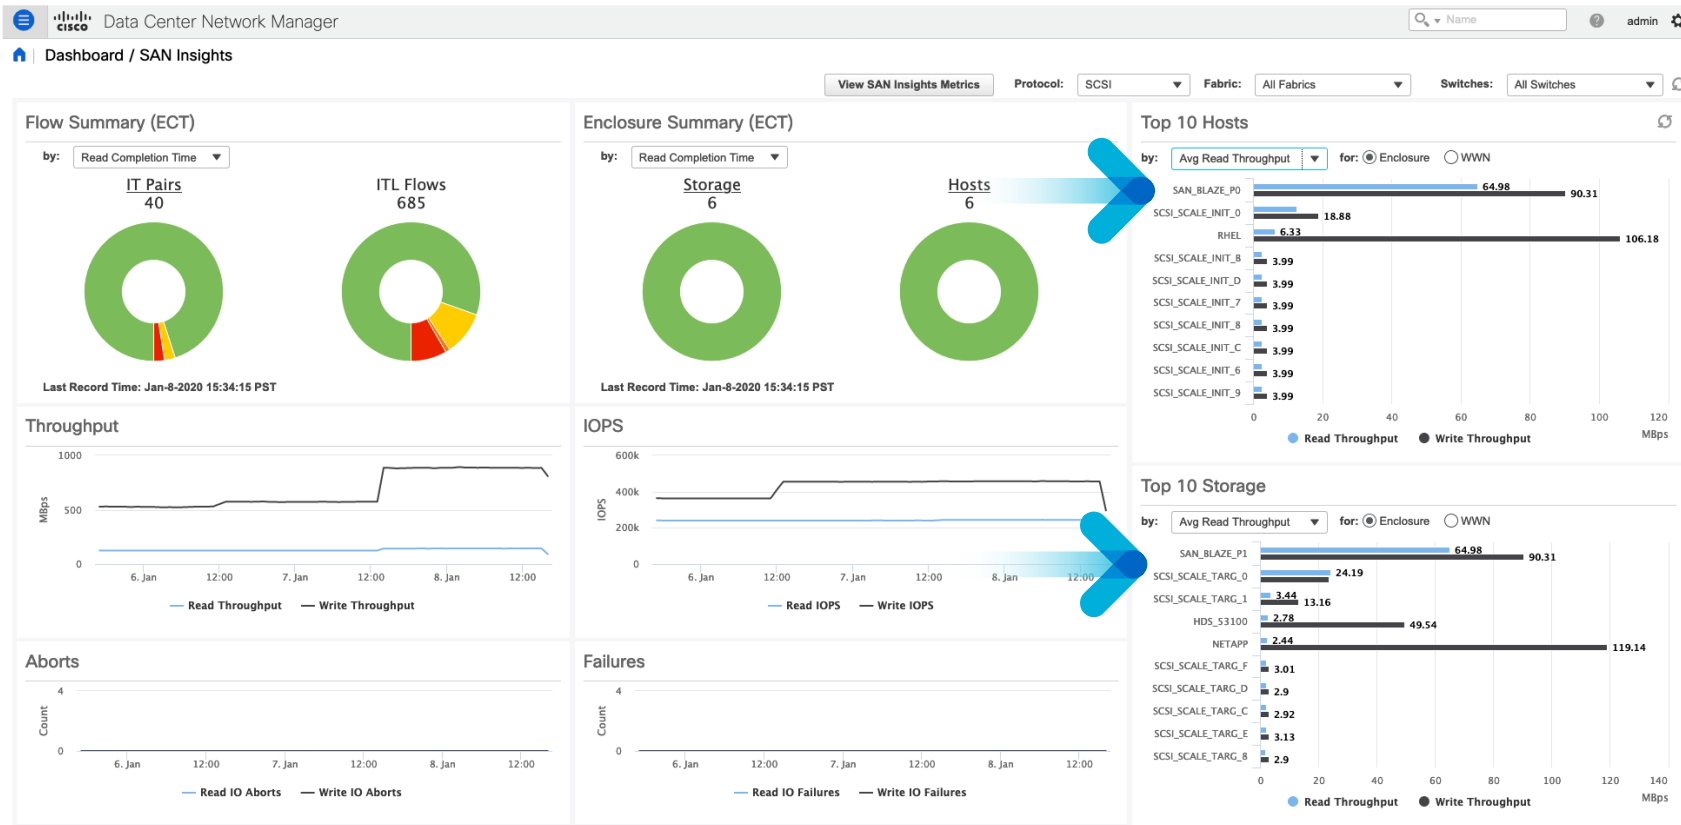 cisco Data Center Network Manager
Name
admin
Dashboard / SAN Insights
View SAN Insights Metrics
Protocol: SCSI
Fabric: All Fabrics
Switches: All Switches
Flow Summary (ECT)
by: Read Completion Time
IT Pairs
40
ITL Flows
685
Last Record Time: Jan-8-2020 15:34:15 PST
Enclosure Summary (ECT)
by: Read Completion Time
Storage
6
Hosts
6
Last Record Time: Jan-8-2020 15:34:15 PST
Top 10 Hosts
by: Avg Read Throughput for: Enclosure WWN
SAN_BLAZE_P0 64.98 90.31
SCSI_SCALE_INIT_0 18.88
RHEL 6.33 106.18
SCSI_SCALE_INIT_B 3.99
SCSI_SCALE_INIT_D 3.99
SCSI_SCALE_INIT_7 3.99
SCSI_SCALE_INIT_8 3.99
SCSI_SCALE_INIT_C 3.99
SCSI_SCALE_INIT_6 3.99
SCSI_SCALE_INIT_9 3.99
0 20 40 60 80 100 120
MBps
Read Throughput Write Throughput
Throughput
1000
500
0
MBps
6. Jan 12:00 7. Jan 12:00 8. Jan 12:00
Read Throughput Write Throughput
IOPS
600k
400k
200k
0
IOPS
6. Jan 12:00 7. Jan 12:00 8. Jan 12:00
Read IOPS Write IOPS
Top 10 Storage
by: Avg Read Throughput for: Enclosure WWN
SAN_BLAZE_P1 64.98 90.31
SCSI_SCALE_TARG_0 24.19
SCSI_SCALE_TARG_1 3.44 13.16
HDS_53100 2.78 49.54
NETAPP 2.44 119.14
SCSI_SCALE_TARG_F 3.01
SCSI_SCALE_TARG_D 2.9
SCSI_SCALE_TARG_C 2.92
SCSI_SCALE_TARG_E 3.13
SCSI_SCALE_TARG_8 2.9
0 20 40 60 80 100 120 140
MBps
Read Throughput Write Throughput
Aborts
4
0
Count
6. Jan 12:00 7. Jan 12:00 8. Jan 12:00
Read IO Aborts Write IO Aborts
Failures
4
0
Count
6. Jan 12:00 7. Jan 12:00 8. Jan 12:00
Read IO Failures Write IO Failures